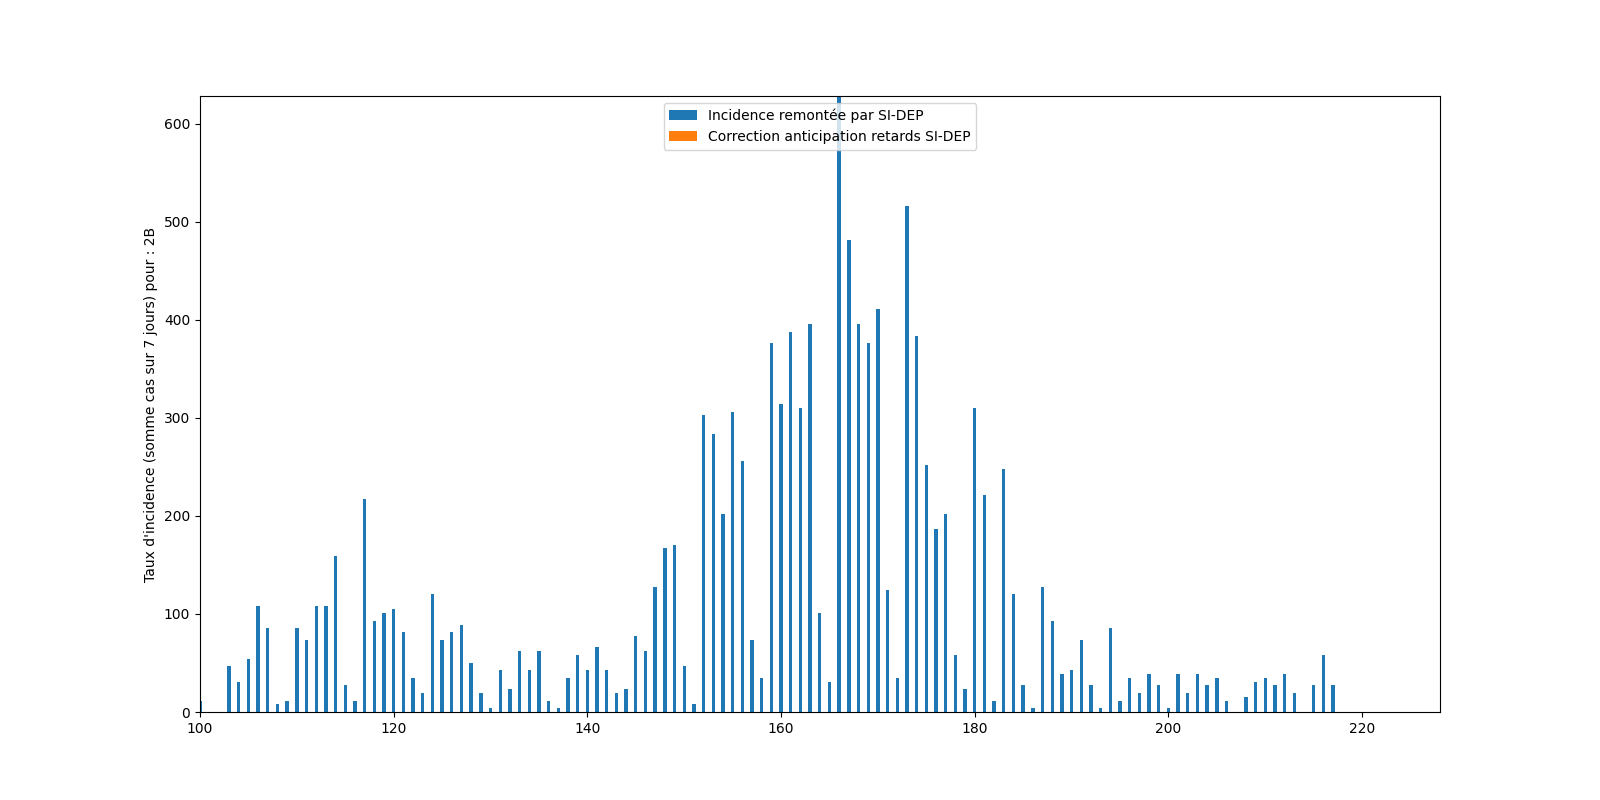 Incidence remontée par SI-DEP
Correction anticipation retards SI-DEP
Taux d'incidence (somme cas sur 7 jours) pour : 2B
600
500
400
300
200
100
0
100 120 140 160 180 200 220